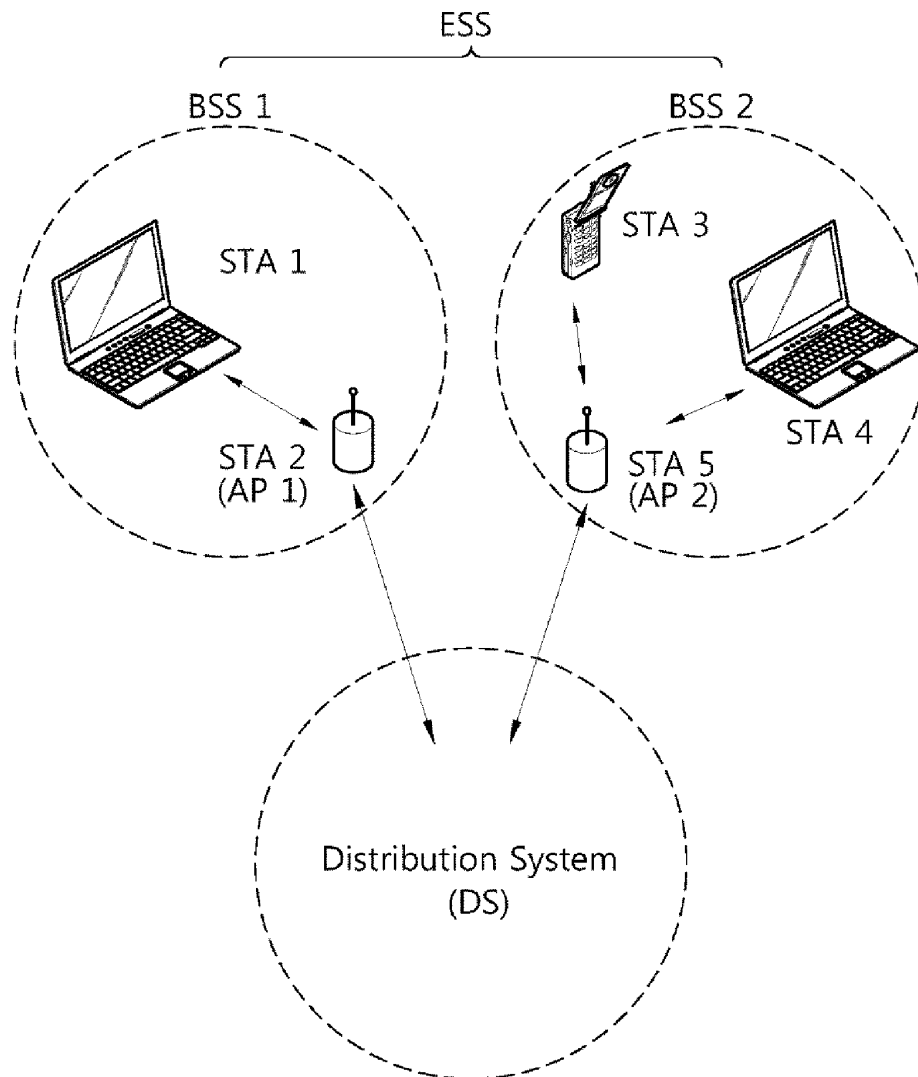 ESS
BSS 1
BSS 2
STA 1
STA 2
(AP 1)
STA 3
STA 4
STA 5
(AP 2)
Distribution System
(DS)